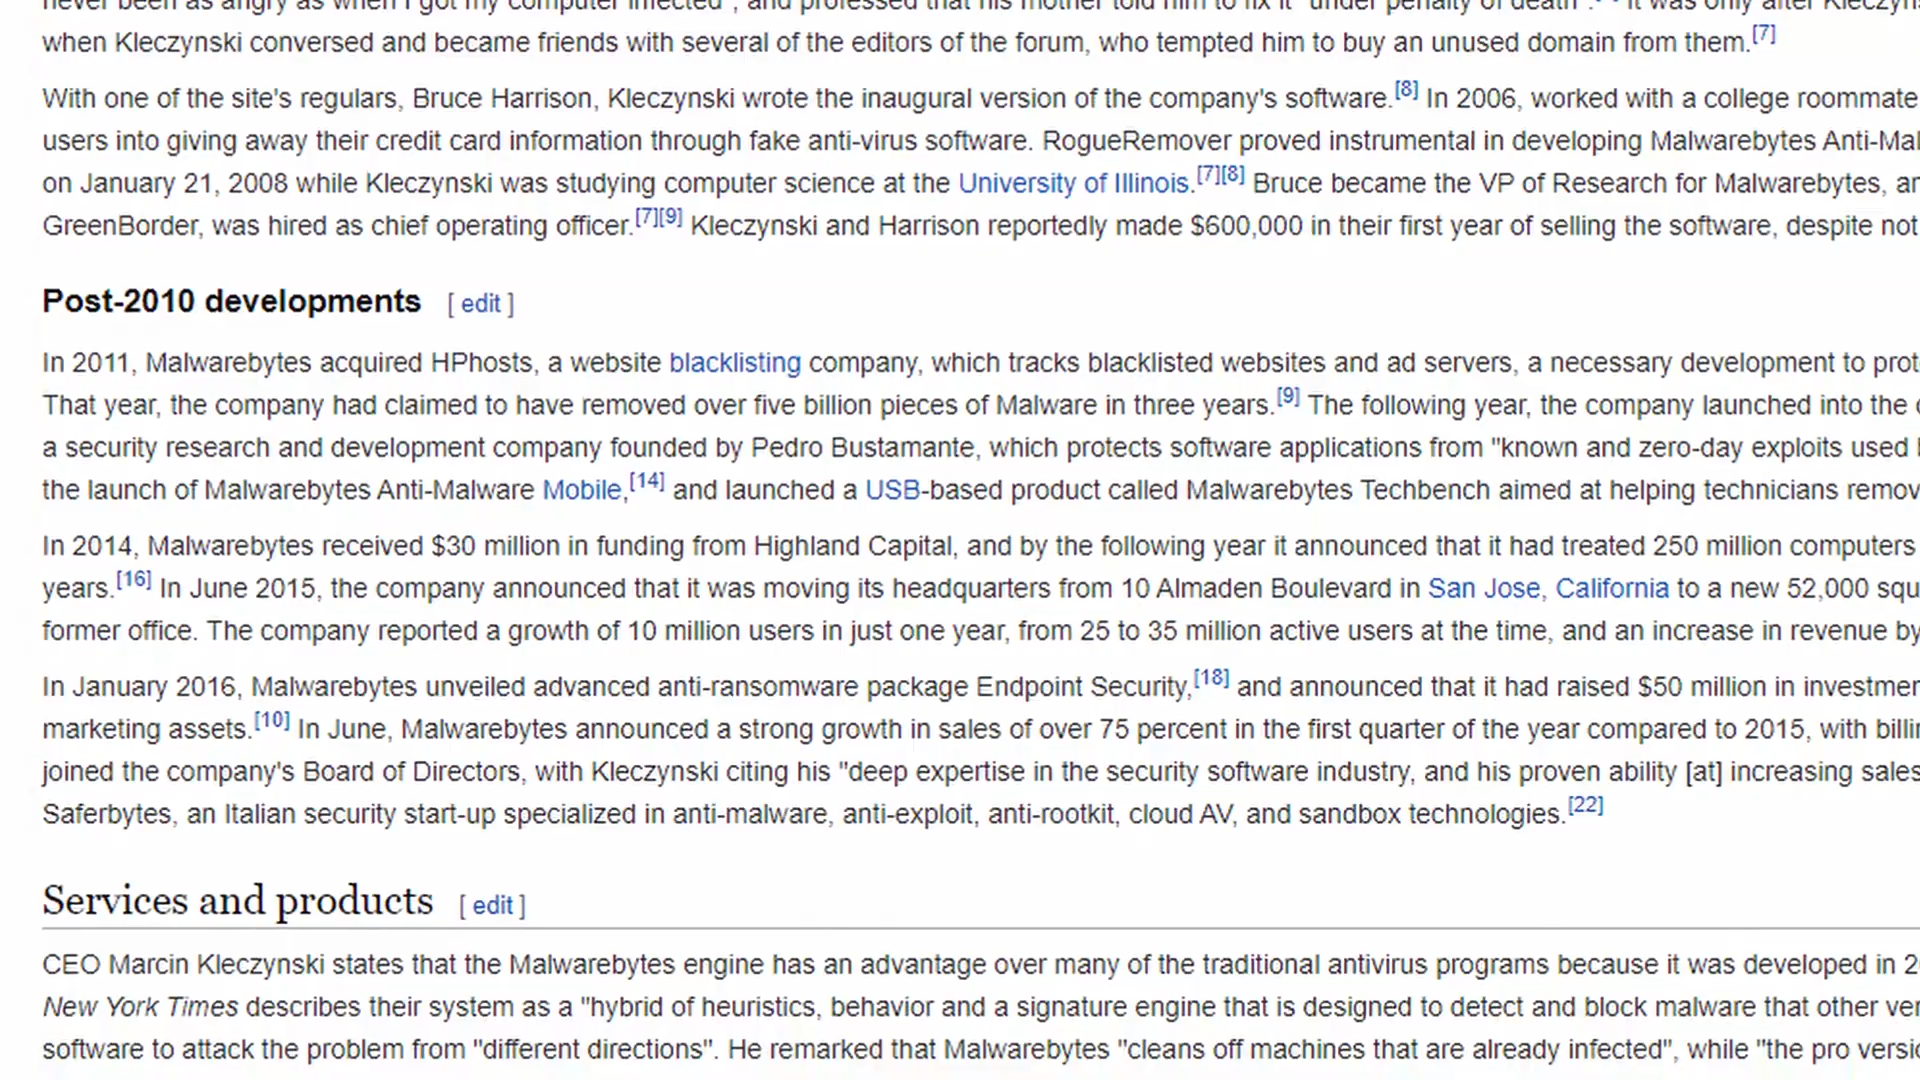 never been as angry as when I got my computer infected", and professed that his mother told him to fix it "under penalty of death". It was only after
when Kleczynski conversed and became friends with several of the editors of the forum, who tempted him to buy an unused domain from them.[7]
With one of the site's regulars, Bruce Harrison, Kleczynski wrote the inaugural version of the company's software.[8] In 2006, worked with a college roommate
users into giving away their credit card information through fake anti-virus software. RogueRemover proved instrumental in developing Malwarebytes
on January 21, 2008 while Kleczynski was studying computer science at the University of Illinois.[7][8] Bruce became the VP of Research for Malwarebytes,
GreenBorder, was hired as chief operating officer.[7][9] Kleczynski and Harrison reportedly made $600,000 in their first year of selling the software, despite not
Post-2010 developments [ edit ]
In 2011, Malwarebytes acquired HPhosts, a website blacklisting company, which tracks blacklisted websites and ad servers, a necessary development to
That year, the company had claimed to have removed over five billion pieces of Malware in three years.[9] The following year, the company launched into the
a security research and development company founded by Pedro Bustamante, which protects software applications from "known and zero-day exploits used
the launch of Malwarebytes Anti-Malware Mobile,[14] and launched a USB-based product called Malwarebytes Techbench aimed at helping technicians
In 2014, Malwarebytes received $30 million in funding from Highland Capital, and by the following year it announced that it had treated 250 million computers
years.[16] In June 2015, the company announced that it was moving its headquarters from 10 Almaden Boulevard in San Jose, California to a new 52,000
former office. The company reported a growth of 10 million users in just one year, from 25 to 35 million active users at the time, and an increase in revenue by
In January 2016, Malwarebytes unveiled advanced anti-ransomware package Endpoint Security,[18] and announced that it had raised $50 million in
marketing assets.[10] In June, Malwarebytes announced a strong growth in sales of over 75 percent in the first quarter of the year compared to 2015, with
joined the company's Board of Directors, with Kleczynski citing his "deep expertise in the security software industry, and his proven ability [at] increasing sales
Saferbytes, an Italian security start-up specialized in anti-malware, anti-exploit, anti-rootkit, cloud AV, and sandbox technologies.[22]
Services and products [ edit ]
CEO Marcin Kleczynski states that the Malwarebytes engine has an advantage over many of the traditional antivirus programs because it was developed in
New York Times describes their system as a "hybrid of heuristics, behavior and a signature engine that is designed to detect and block malware that other
software to attack the problem from "different directions". He remarked that Malwarebytes "cleans off machines that are already infected", while "the pro